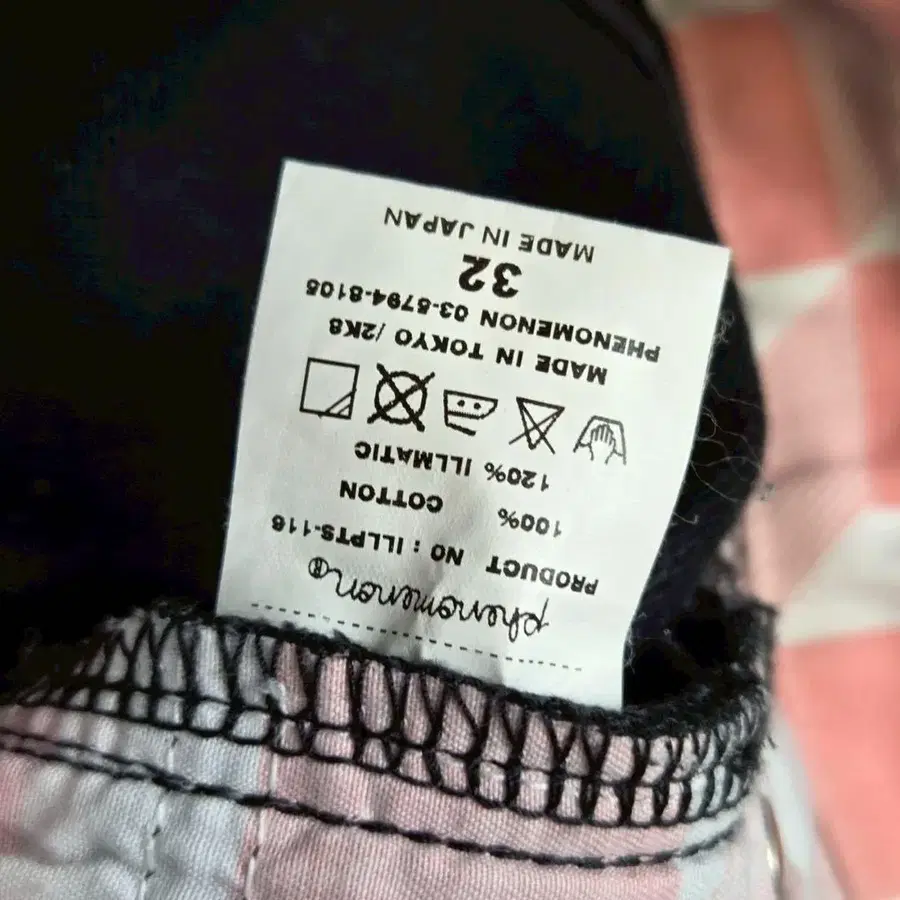 phenomenon®
PRODUCT NO : ILLPTS-116
100% COTTON
120% ILLMATIC
MADE IN TOKYO / 2K8
PHENOMENON 03-5794-8105
32
MADE IN JAPAN